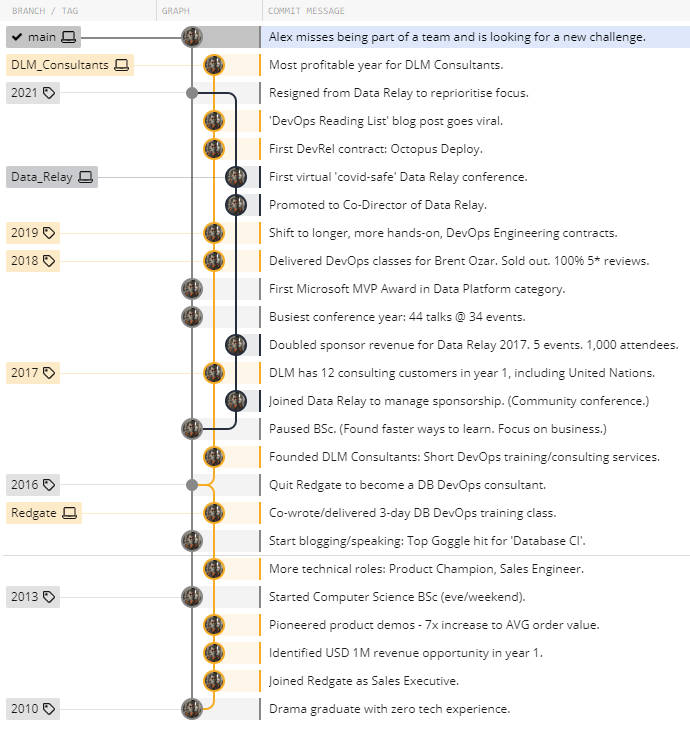 BRANCH / TAG GRAPH COMMIT MESSAGE
main Alex misses being part of a team and is looking for a new challenge.
DLM_Consultants Most profitable year for DLM Consultants.
2021 Resigned from Data Relay to reprioritise focus.
'DevOps Reading List' blog post goes viral.
First DevRel contract: Octopus Deploy.
Data_Relay First virtual 'covid-safe' Data Relay conference.
Promoted to Co-Director of Data Relay.
2019 Shift to longer, more hands-on, DevOps Engineering contracts.
2018 Delivered DevOps classes for Brent Ozar. Sold out. 100% 5* reviews.
First Microsoft MVP Award in Data Platform category.
Busiest conference year: 44 talks @ 34 events.
Doubled sponsor revenue for Data Relay 2017. 5 events. 1,000 attendees.
2017 DLM has 12 consulting customers in year 1, including United Nations.
Joined Data Relay to manage sponsorship. (Community conference.)
Paused BSc. (Found faster ways to learn. Focus on business.)
Founded DLM Consultants: Short DevOps training/consulting services.
2016 Quit Redgate to become a DB DevOps consultant.
Redgate Co-wrote/delivered 3-day DB DevOps training class.
Start blogging/speaking: Top Goggle hit for 'Database CI'.
More technical roles: Product Champion, Sales Engineer.
2013 Started Computer Science BSc (eve/weekend).
Pioneered product demos - 7x increase to AVG order value.
Identified USD 1M revenue opportunity in year 1.
Joined Redgate as Sales Executive.
2010 Drama graduate with zero tech experience.